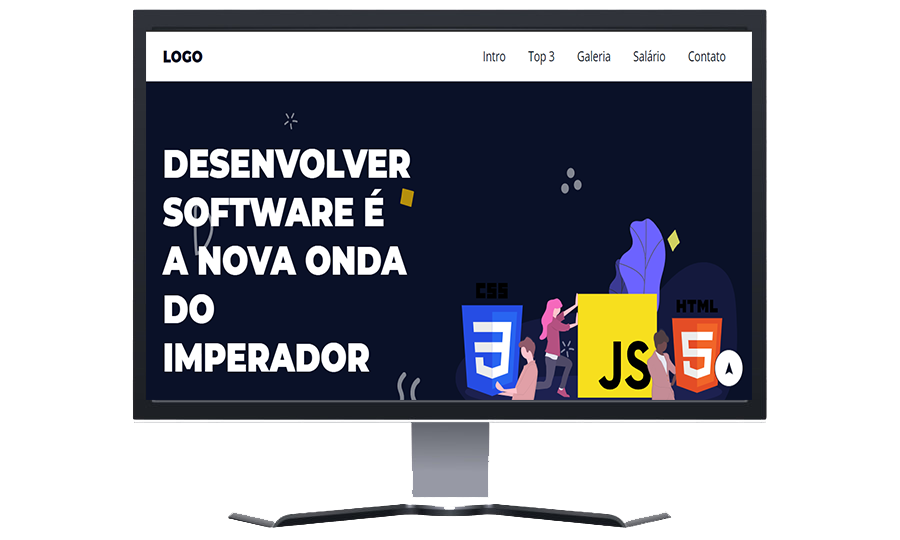 LOGO Intro Top 3 Galeria Salário Contato
DESENVOLVER
SOFTWARE É
A NOVA ONDA
DO
IMPERADOR
CSS
HTML
3
JS
5